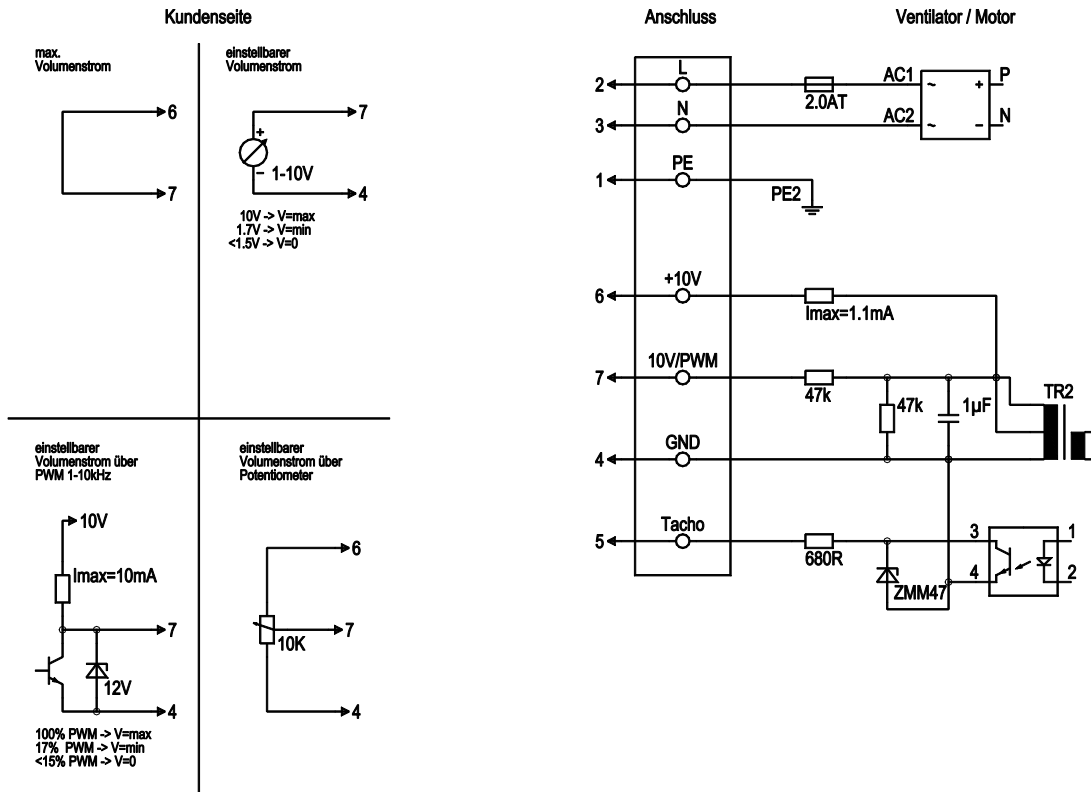 Kundenseite
Anschluss
Ventilator / Motor
max.
Volumenstrom
6
7
einstellbarer
Volumenstrom
7
+
1-10V
−
4
10V -> V=max
1.7V -> V=min
<1.5V -> V=0
einstellbarer
Volumenstrom über
PWM 1-10kHz
10V
Imax=10mA
7
12V
4
100% PWM -> V=max
17% PWM -> V=min
<15% PWM -> V=0
einstellbarer
Volumenstrom über
Potentiometer
6
7
10K
4
2
L
2.0AT
AC1
~
+
P
3
N
AC2
~
−
N
1
PE
PE2
6
+10V
Imax=1.1mA
7
10V/PWM
47k
47k
1µF
TR2
4
GND
5
Tacho
680R
ZMM47
3
4
1
2